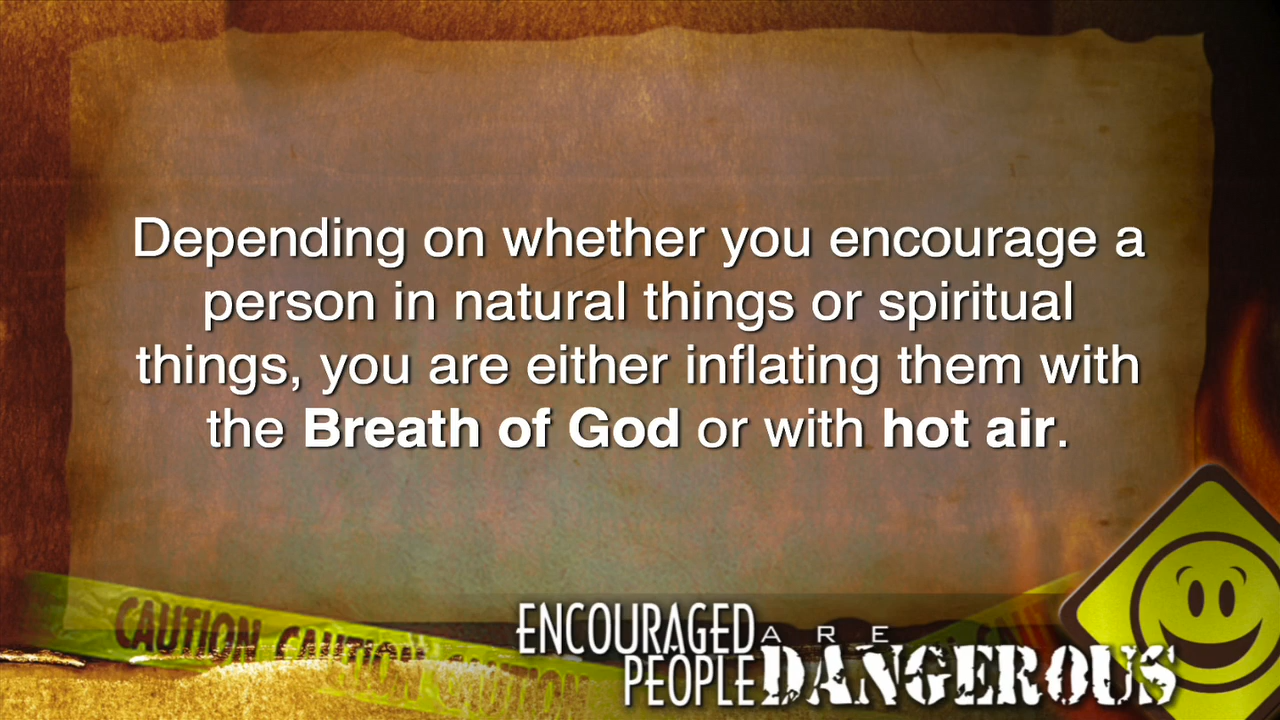 Depending on whether you encourage a
person in natural things or spiritual
things, you are either inflating them with
the Breath of God or with hot air.
CAUTION CAUTION CAUTION
ENCOURAGED ARE
PEOPLE DANGEROUS